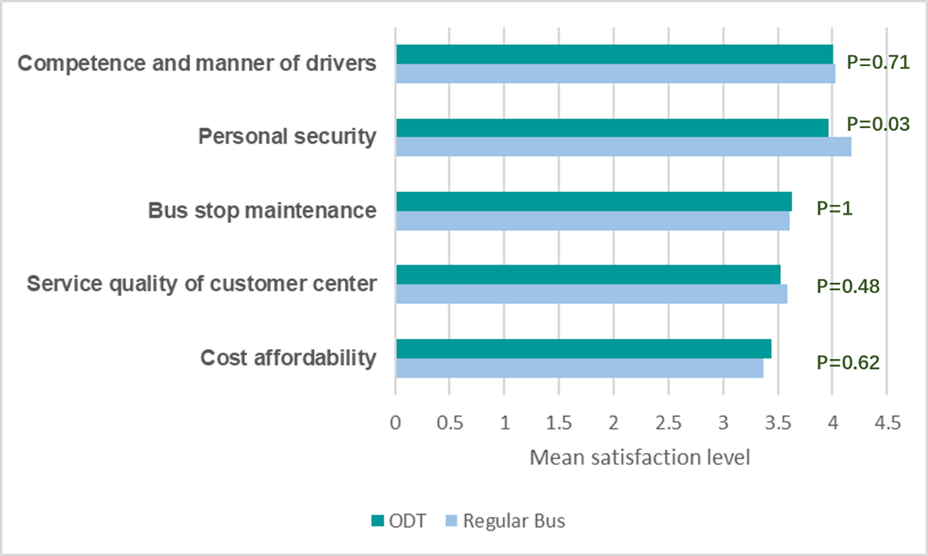 Competence and manner of drivers
P=0.71
Personal security
P=0.03
Bus stop maintenance
P=1
Service quality of customer center
P=0.48
Cost affordability
P=0.62
0 0.5 1 1.5 2 2.5 3 3.5 4 4.5
Mean satisfaction level
ODT Regular Bus